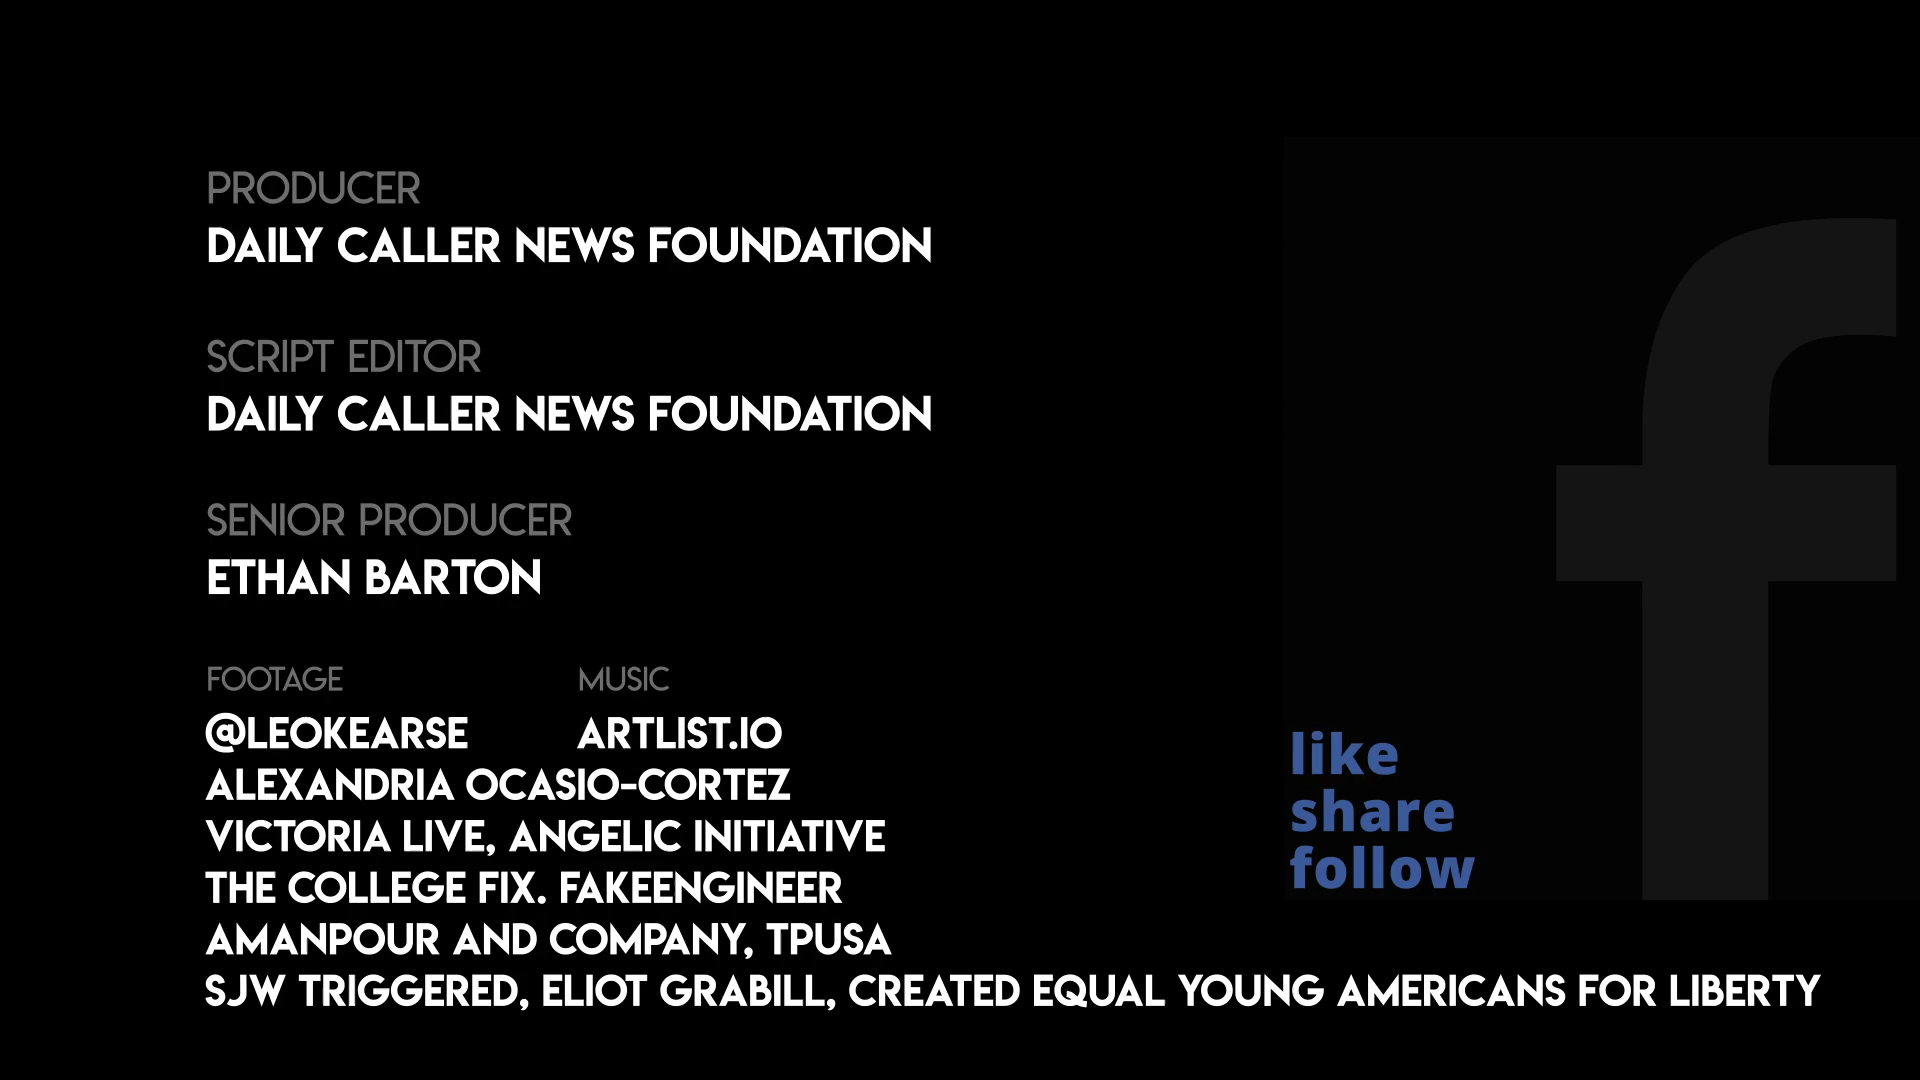 PRODUCER
DAILY CALLER NEWS FOUNDATION
SCRIPT EDITOR
DAILY CALLER NEWS FOUNDATION
SENIOR PRODUCER
ETHAN BARTON
FOOTAGE
@LEOKEARSE
ALEXANDRIA OCASIO-CORTEZ
VICTORIA LIVE, ANGELIC INITIATIVE
THE COLLEGE FIX. FAKEENGINEER
AMANPOUR AND COMPANY, TPUSA
SJW TRIGGERED, ELIOT GRABILL, CREATED EQUAL YOUNG AMERICANS FOR LIBERTY
MUSIC
ARTLIST.IO
like
share
follow
f